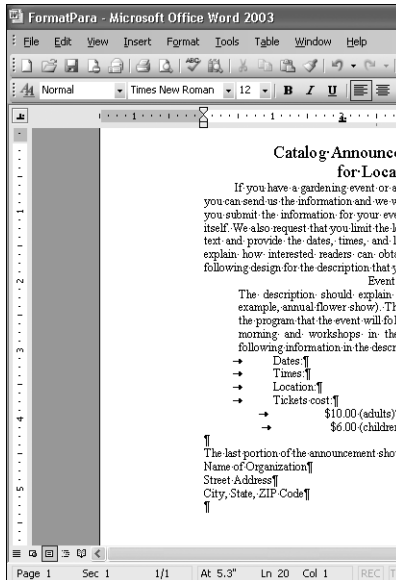 FormatPara - Microsoft Office Word 2003
File Edit View Insert Format Tools Table Window Help
Normal Times New Roman 12 B I U
Catalog·Announce
for·Loca
If·you·have·a·gardening·event·or·a
you·can·send·us·the·information·and·we·w
you·submit·the·information·for·your·eve
itself.·We·also·request·that·you·limit·the·l
text·and·provide·the·dates,·times,·and·l
explain·how·interested·readers·can·obta
following·design·for·the·description·that·y
Event
The·description·should·explain·
example,·annual·flower·show).·Th
the·program·that·the·event·will·fol
morning·and·workshops·in·the
following·information·in·the·descr
→ Dates:¶
→ Times:¶
→ Location:¶
→ Tickets·cost:¶
→ $10.00·(adults)
→ $6.00·(children
¶
The·last·portion·of·the·announcement·sho
Name·of·Organization¶
Street·Address¶
City,·State,·ZIP·Code¶
¶
Page 1 Sec 1 1/1 At 5.3" Ln 20 Col 1 REC